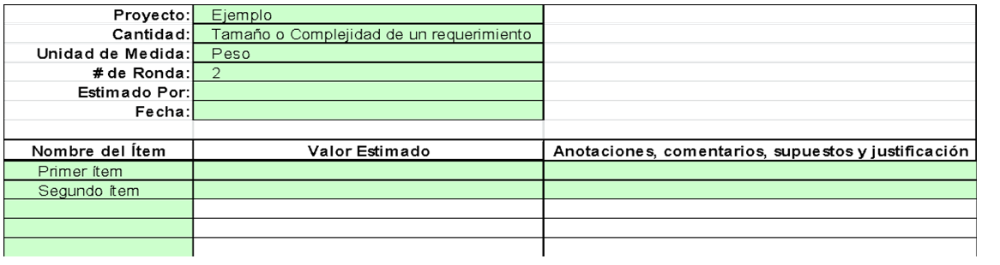 Proyecto: Ejemplo
Cantidad: Tamaño o Complejidad de un requerimiento
Unidad de Medida: Peso
# de Ronda: 2
Estimado Por:
Fecha:
Nombre del Ítem Valor Estimado Anotaciones, comentarios, supuestos y justificación
Primer ítem
Segundo ítem